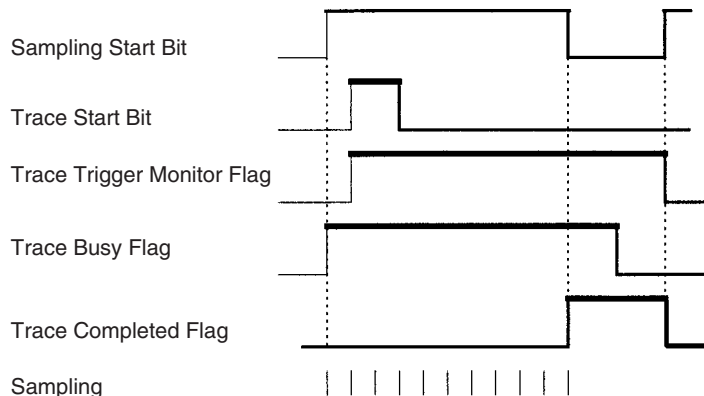 Sampling Start Bit
Trace Start Bit
Trace Trigger Monitor Flag
Trace Busy Flag
Trace Completed Flag
Sampling